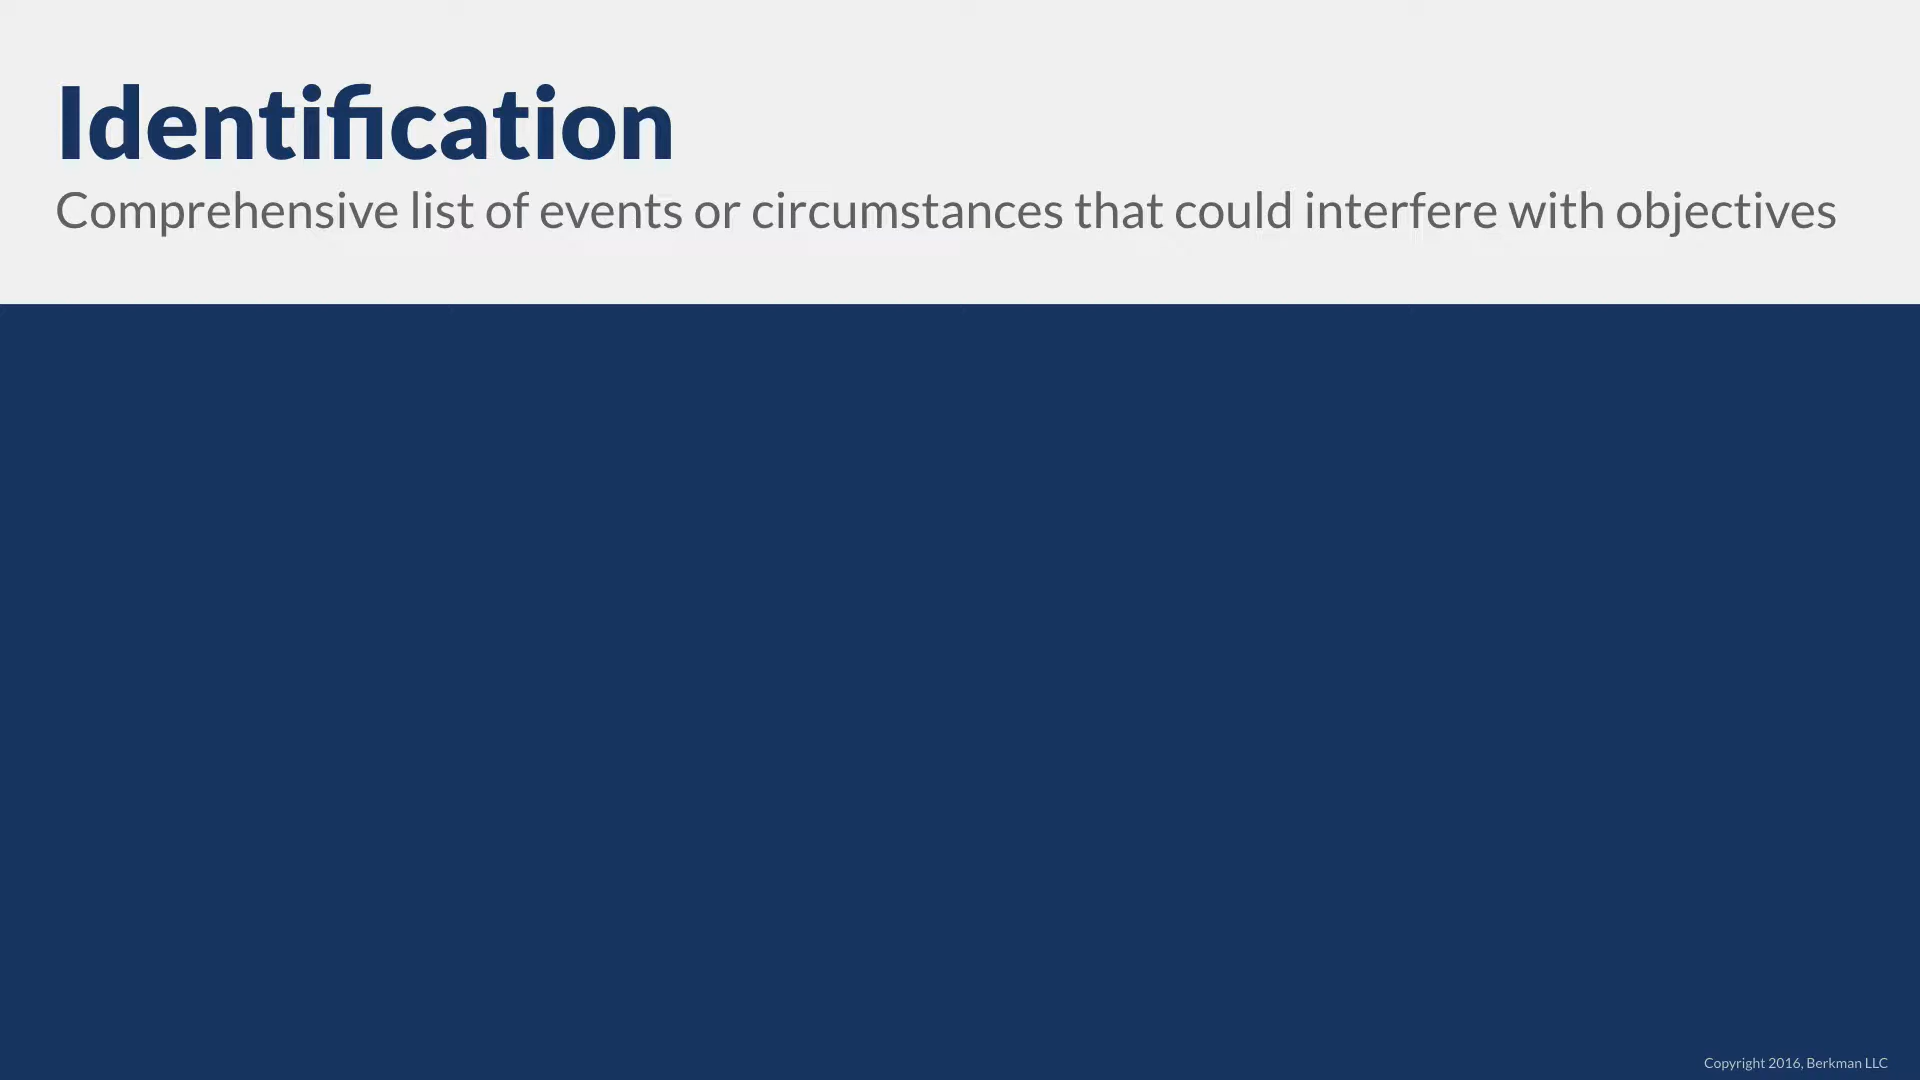 Identification
Comprehensive list of events or circumstances that could interfere with objectives
Copyright 2016, Berkman LLC